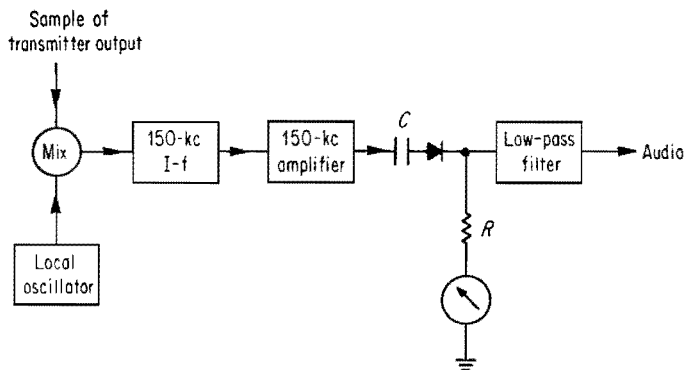 Sample of
transmitter output
Mix
150-kc
I-f
150-kc
amplifier
C
Low-pass
filter
Audio
R
Local
oscillator